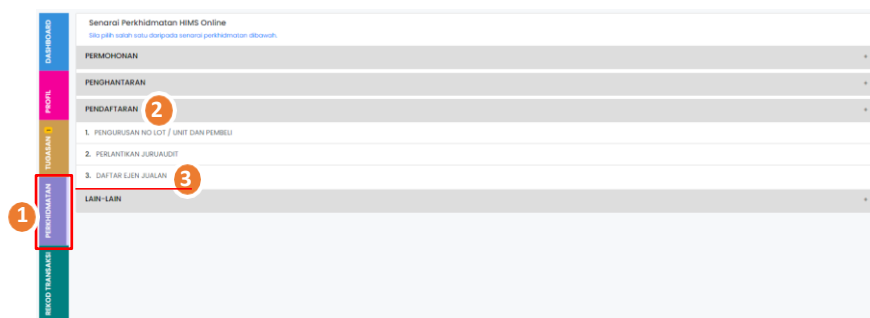 DASHBOARD
PROFIL
TUGASAN
1 PERKHIDMATAN
REKOD TRANSAKSI
Senarai Perkhidmatan HIMS Online
Sila pilih salah satu daripada senarai perkhidmatan dibawah.
PERMOHONAN
PENGHANTARAN
PENDAFTARAN 2
1. PENGURUSAN NO LOT / UNIT DAN PEMBELI
2. PERLANTIKAN JURUAUDIT
3. DAFTAR EJEN JUALAN 3
LAIN-LAIN